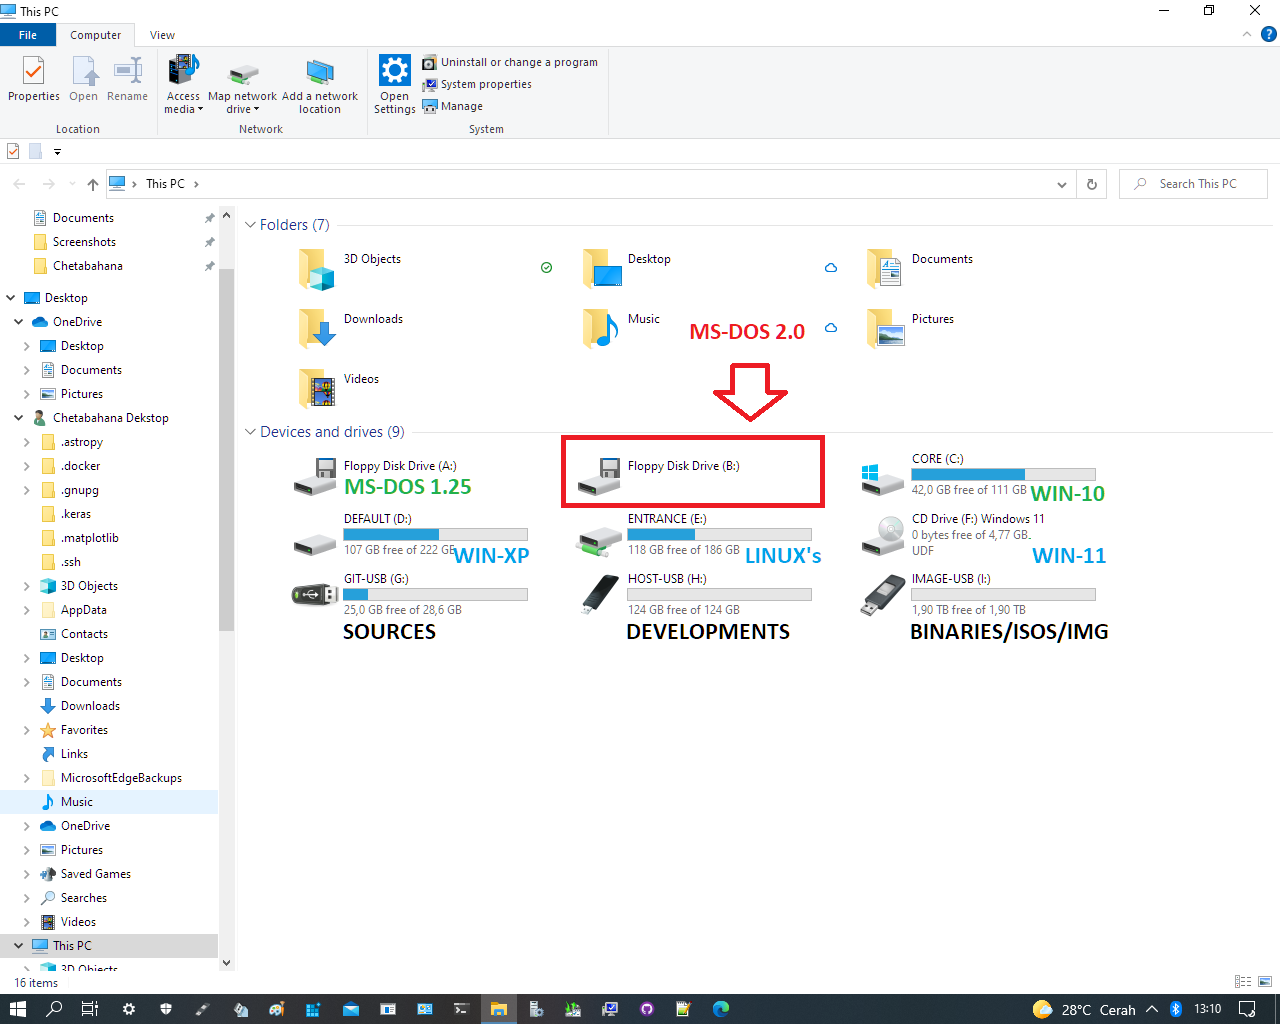 This PC
File
Computer
View
Properties
Open
Rename
Access media
Map network drive
Add a network location
Open Settings
Uninstall or change a program
System properties
Manage
Location
Network
System
This PC
Search This PC
Documents
Screenshots
Chetabahana
Desktop
OneDrive
Desktop
Documents
Pictures
Chetabahana Dekstop
.astropy
.docker
.gnupg
.keras
.matplotlib
.ssh
3D Objects
AppData
Contacts
Desktop
Documents
Downloads
Favorites
Links
MicrosoftEdgeBackups
Music
OneDrive
Pictures
Saved Games
Searches
Videos
This PC
3D Objects
Folders (7)
3D Objects
Desktop
Documents
Downloads
Music
MS-DOS 2.0
Pictures
Videos
Devices and drives (9)
Floppy Disk Drive (A:)
MS-DOS 1.25
Floppy Disk Drive (B:)
CORE (C:)
42,0 GB free of 111 GB
WIN-10
DEFAULT (D:)
107 GB free of 222 GB
WIN-XP
ENTRANCE (E:)
118 GB free of 186 GB
LINUX's
CD Drive (F:) Windows 11
0 bytes free of 4,77 GB.
UDF
WIN-11
GIT-USB (G:)
25,0 GB free of 28,6 GB
SOURCES
HOST-USB (H:)
124 GB free of 124 GB
DEVELOPMENTS
IMAGE-USB (I:)
1,90 TB free of 1,90 TB
BINARIES/ISOS/IMG
16 items
28°C Cerah
13:10